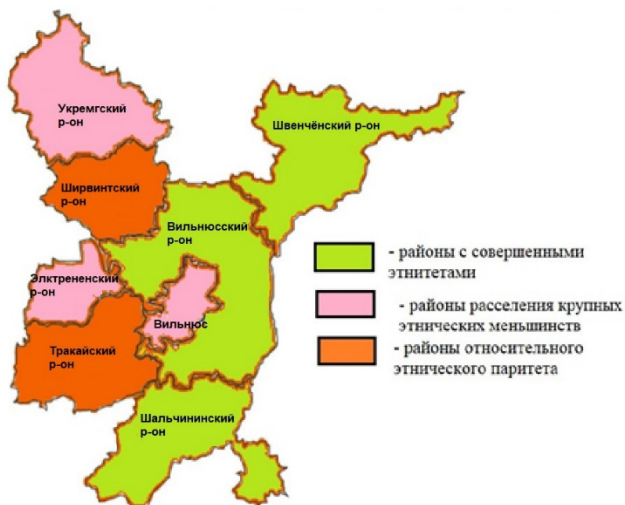 Укремгский
р-он
Швенчёнский р-он
Ширвинтский
р-он
Вильнюсский
р-он
Элктрененский
р-он
Вильнюс
Тракайский
р-он
Шальчининский
р-он
- районы с совершенными
этнитетами
- районы расселения крупных
этнических меньшинств
- районы относительного
этнического паритета